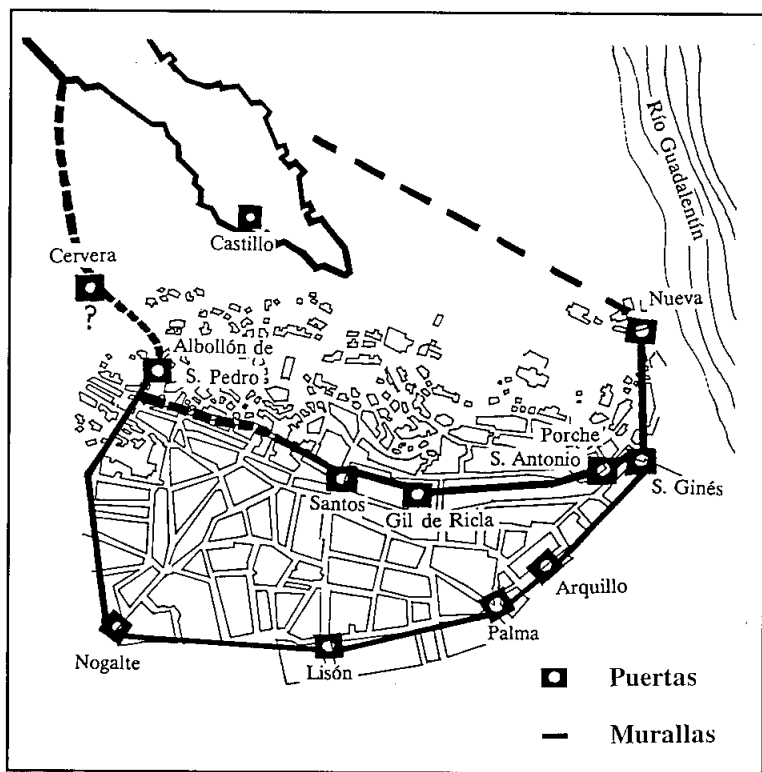 Río Guadalentín
Castillo
Cervera
?
Nueva
Albollón de
S. Pedro
Porche
S. Antonio
S. Ginés
Santos
Gil de Ricla
Arquillo
Palma
Nogalte
Lisón
Puertas
Murallas